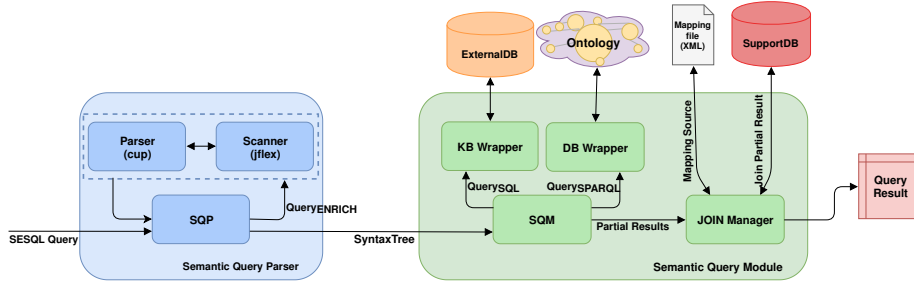 ExternalDB
Ontology
Mapping
file
(XML)
SupportDB
Parser
(cup)
Scanner
(jflex)
KB Wrapper
DB Wrapper
Mapping Source
Join Partial Result
QueryENRICH
QuerySQL
QuerySPARQL
SQP
SQM
JOIN Manager
Query
Result
SESQL Query
SyntaxTree
Partial Results
Semantic Query Parser
Semantic Query Module